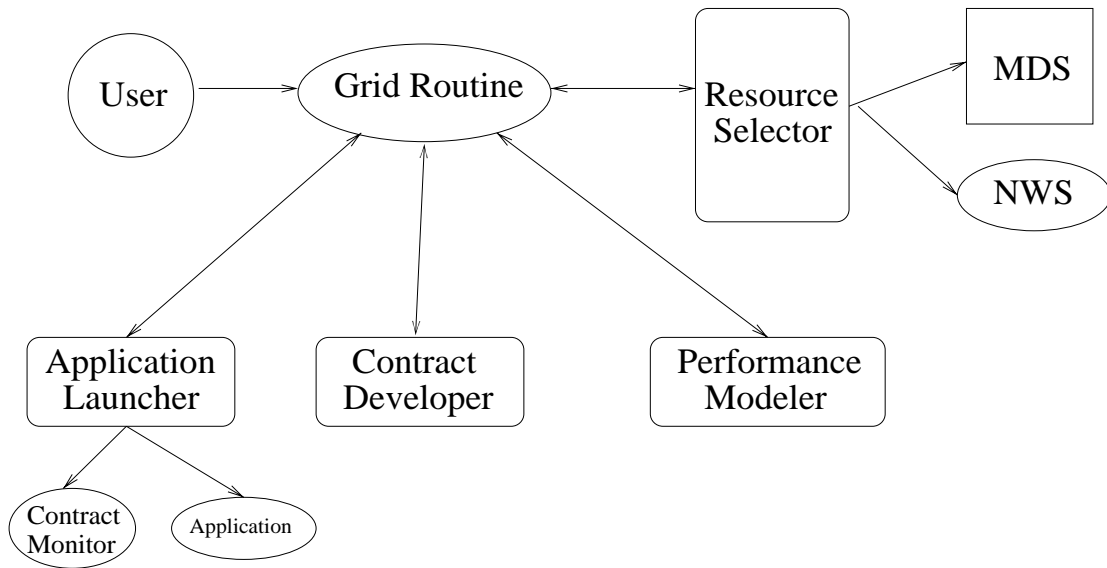 User
Grid Routine
Resource
Selector
MDS
NWS
Application
Launcher
Contract
Developer
Performance
Modeler
Contract
Monitor
Application